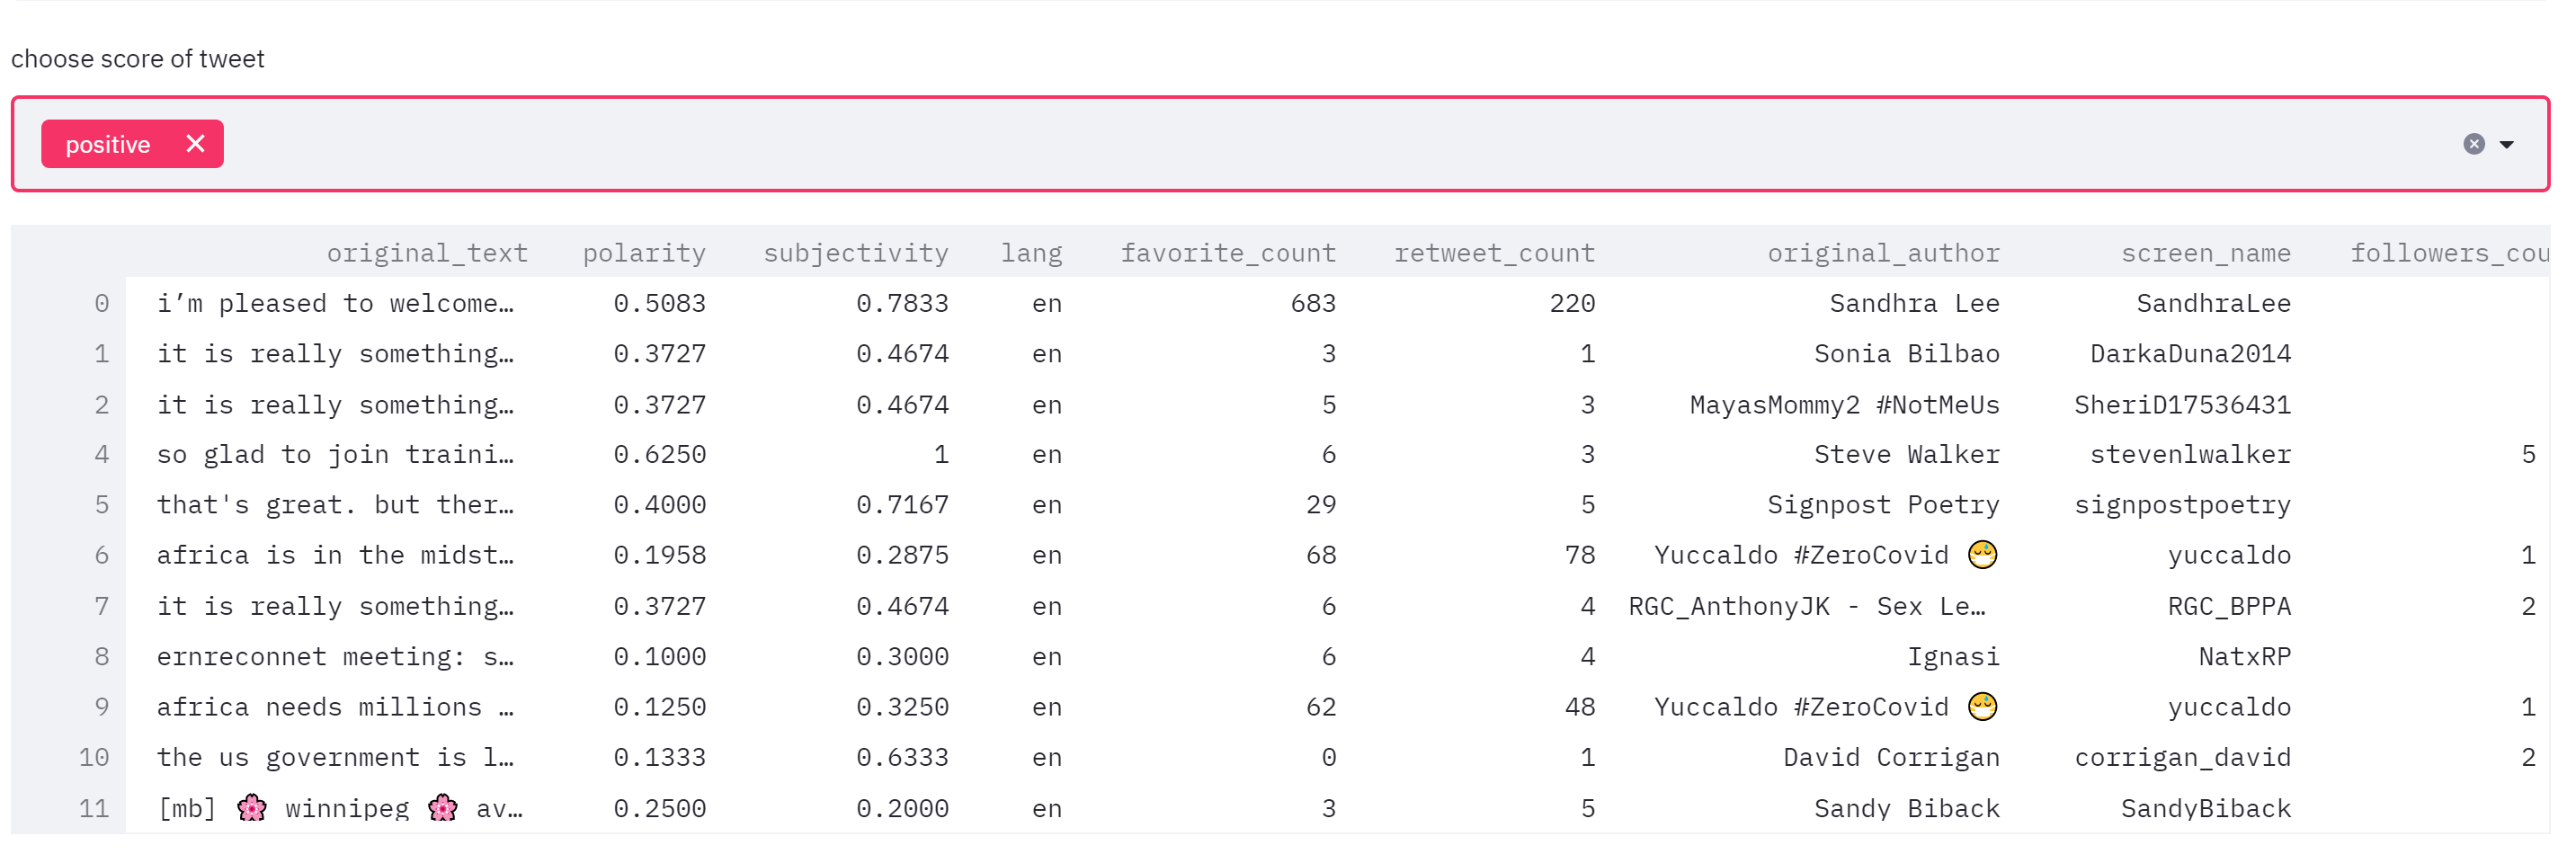 choose score of tweet
positive
original_text polarity subjectivity lang favorite_count retweet_count original_author screen_name followers_cou
0 i’m pleased to welcome… 0.5083 0.7833 en 683 220 Sandhra Lee SandhraLee
1 it is really something… 0.3727 0.4674 en 3 1 Sonia Bilbao DarkaDuna2014
2 it is really something… 0.3727 0.4674 en 5 3 MayasMommy2 #NotMeUs SheriD17536431
4 so glad to join traini… 0.6250 1 en 6 3 Steve Walker stevenlwalker 5
5 that's great. but ther… 0.4000 0.7167 en 29 5 Signpost Poetry signpostpoetry
6 africa is in the midst… 0.1958 0.2875 en 68 78 Yuccaldo #ZeroCovid 😷 yuccaldo 1
7 it is really something… 0.3727 0.4674 en 6 4 RGC_AnthonyJK - Sex Le… RGC_BPPA 2
8 ernreconnet meeting: s… 0.1000 0.3000 en 6 4 Ignasi NatxRP
9 africa needs millions … 0.1250 0.3250 en 62 48 Yuccaldo #ZeroCovid 😷 yuccaldo 1
10 the us government is l… 0.1333 0.6333 en 0 1 David Corrigan corrigan_david 2
11 [mb] 🌸 winnipeg 🌸 av… 0.2500 0.2000 en 3 5 Sandy Biback SandyBiback